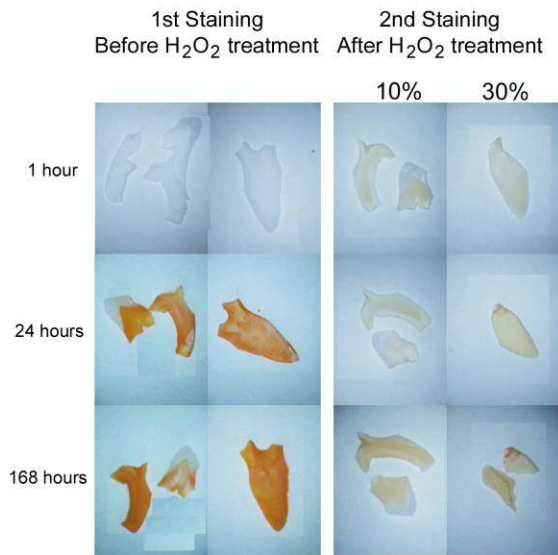 1st Staining
Before H₂O₂ treatment
2nd Staining
After H₂O₂ treatment
10%
30%
1 hour
24 hours
168 hours